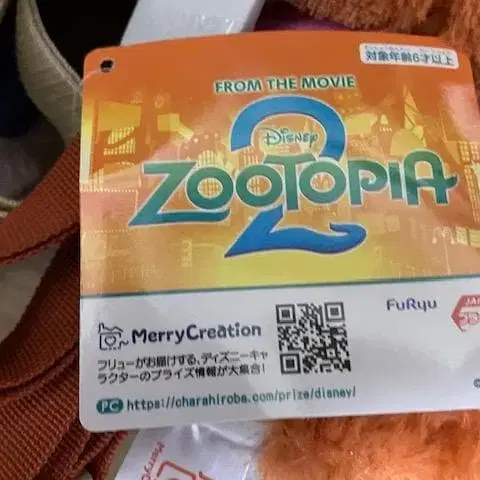 対象年齢6才以上
FROM THE MOVIE
Disney
ZOOTOPIA
2
MerryCreation
FuRyu
フリューがお届けする、ディズニーキャ
ラクターのプライズ情報が大集合!
PC https://charahiroba.com/prize/disney/